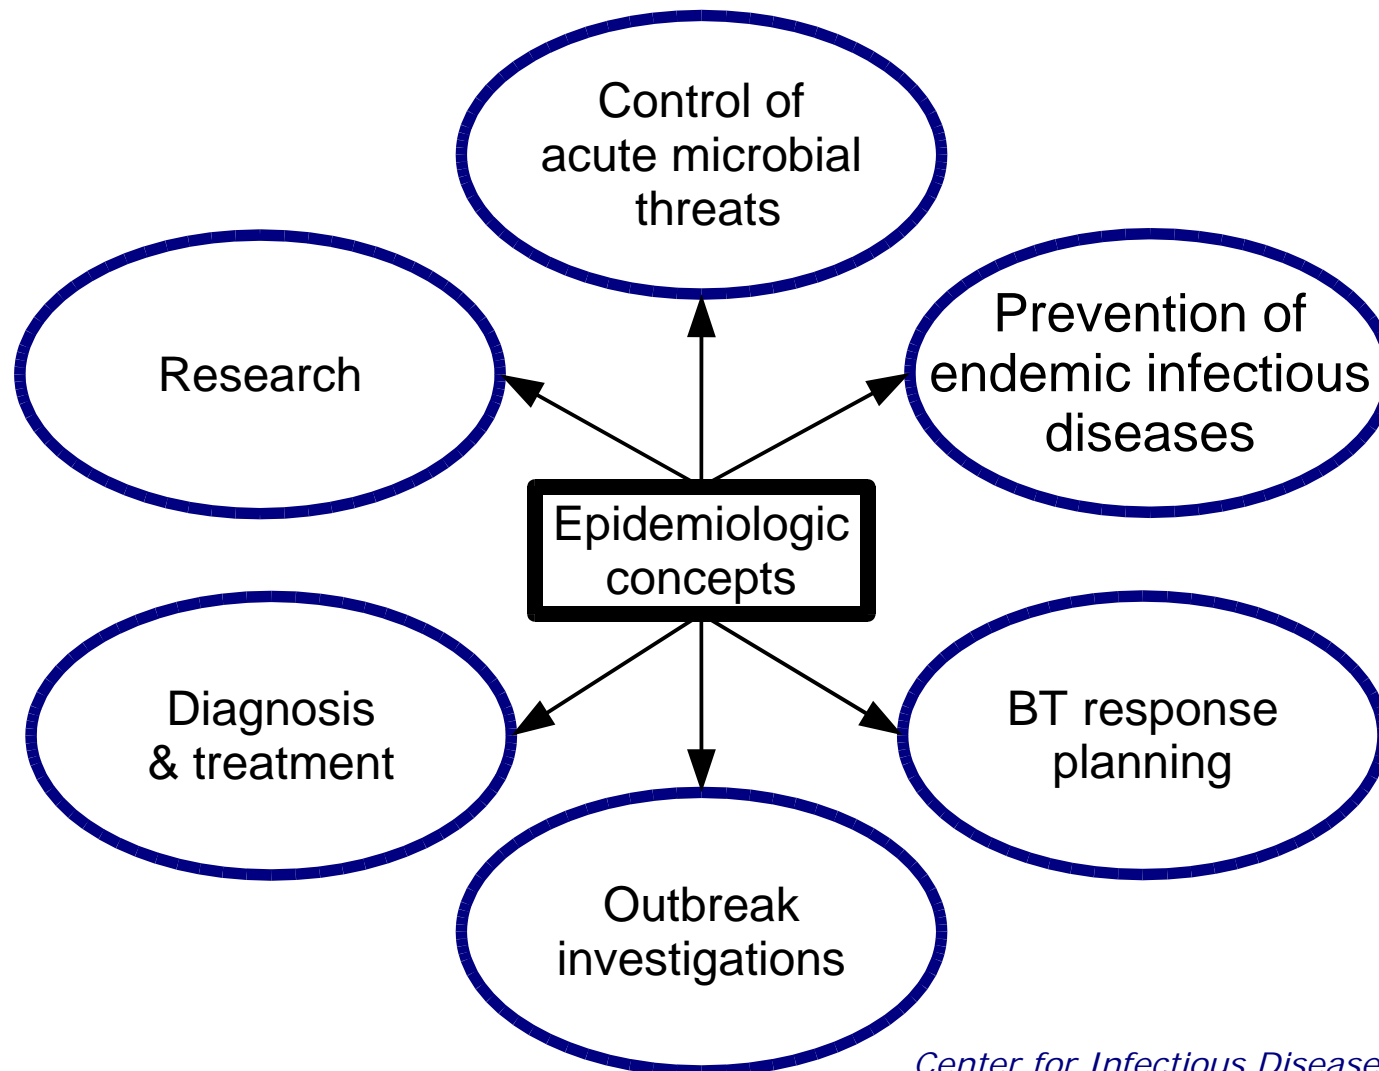 Control of
acute microbial
threats
Research
Prevention of
endemic infectious
diseases
Epidemiologic
concepts
Diagnosis
& treatment
BT response
planning
Outbreak
investigations
Center for Infectious Disease